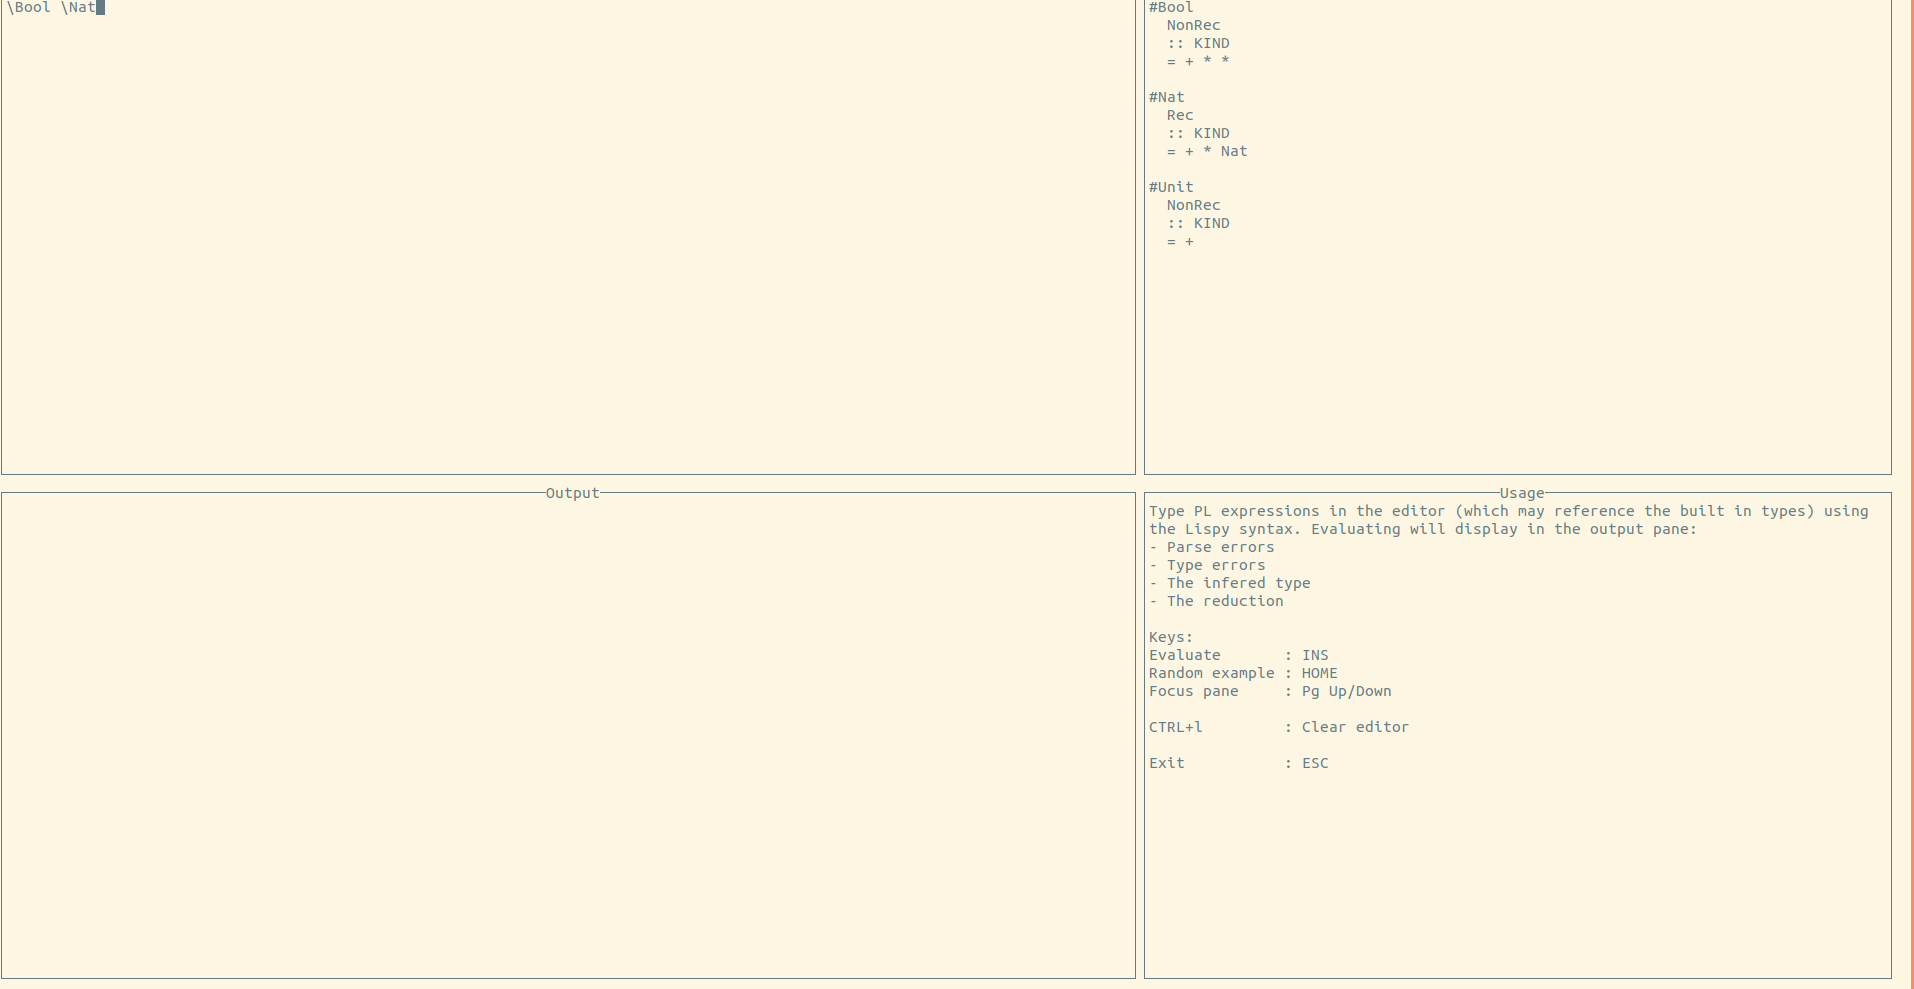 \Bool \Nat
#Bool
  NonRec
  :: KIND
  = + * *

#Nat
  Rec
  :: KIND
  = + * Nat

#Unit
  NonRec
  :: KIND
  = +
Output
Usage
Type PL expressions in the editor (which may reference the built in types) using
the Lispy syntax. Evaluating will display in the output pane:
- Parse errors
- Type errors
- The infered type
- The reduction

Keys:
Evaluate       : INS
Random example : HOME
Focus pane     : Pg Up/Down

CTRL+l         : Clear editor

Exit           : ESC